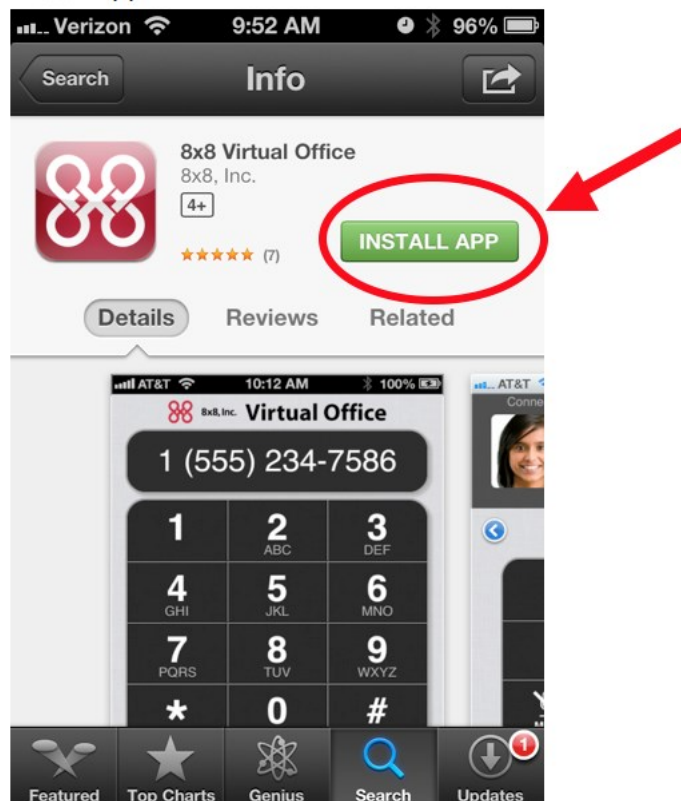 Verizon 9:52 AM 96%
Search Info
8x8 Virtual Office
8x8, Inc.
4+
(7)
INSTALL APP
Details Reviews Related
AT&T 10:12 AM 100%
8x8, Inc. Virtual Office
1 (555) 234-7586
1 2 3
ABC DEF
4 5 6
GHI JKL MNO
7 8 9
PQRS TUV WXYZ
* 0 #
AT&T
Conne
1
Featured Top Charts Genius Search Updates